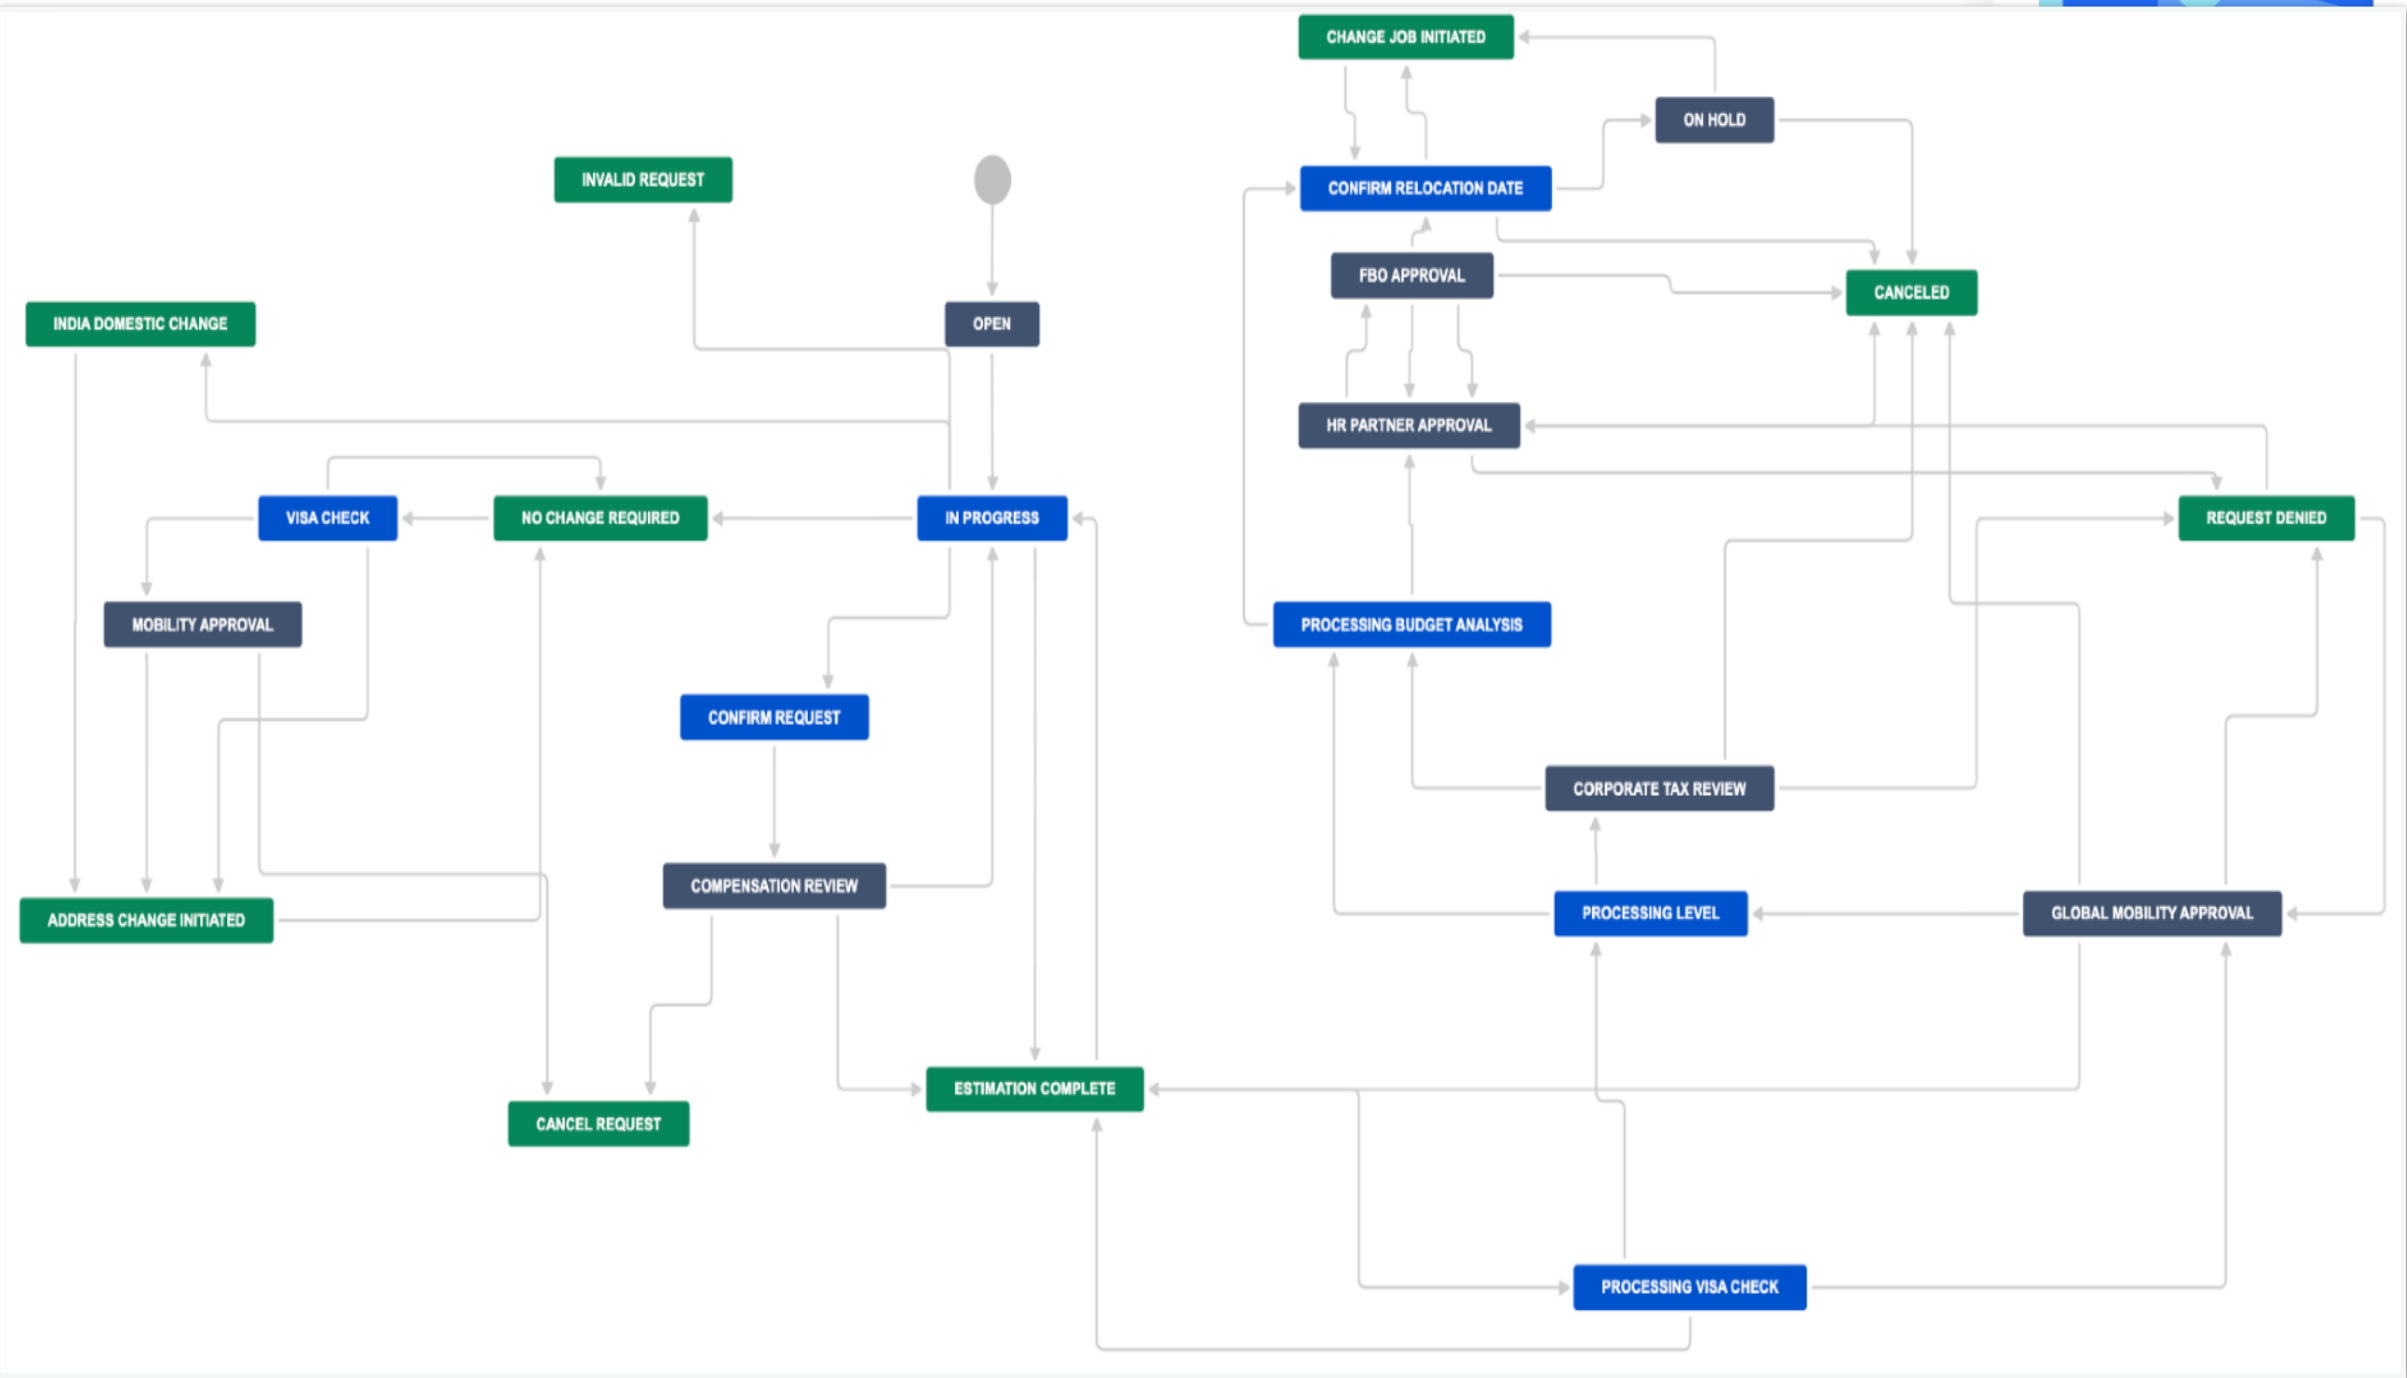 CHANGE JOB INITIATED
ON HOLD
INVALID REQUEST
CONFIRM RELOCATION DATE
FBO APPROVAL
CANCELED
INDIA DOMESTIC CHANGE
OPEN
HR PARTNER APPROVAL
VISA CHECK
NO CHANGE REQUIRED
IN PROGRESS
REQUEST DENIED
MOBILITY APPROVAL
PROCESSING BUDGET ANALYSIS
CONFIRM REQUEST
CORPORATE TAX REVIEW
COMPENSATION REVIEW
PROCESSING LEVEL
GLOBAL MOBILITY APPROVAL
ADDRESS CHANGE INITIATED
ESTIMATION COMPLETE
CANCEL REQUEST
PROCESSING VISA CHECK